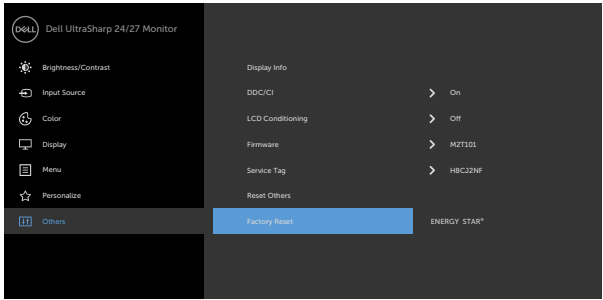 DELL Dell UltraSharp 24/27 Monitor
Brightness/Contrast Display Info
Input Source DDC/CI On
Color LCD Conditioning Off
Display Firmware M2T101
Menu Service Tag HBCJ2NF
Personalize Reset Others
Others Factory Reset ENERGY STAR®